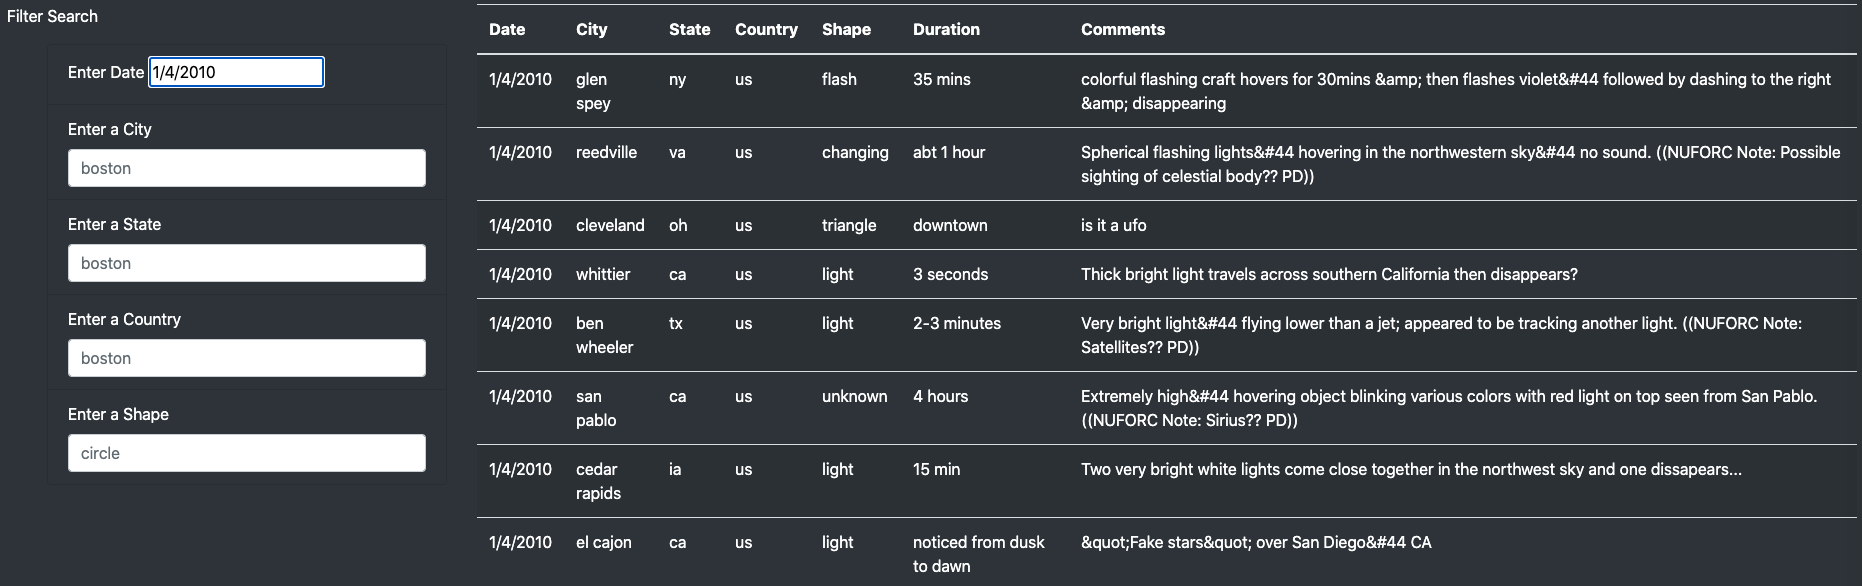 Filter Search
Enter Date 1/4/2010
Enter a City
boston
Enter a State
boston
Enter a Country
boston
Enter a Shape
circle
Date City State Country Shape Duration Comments
1/4/2010 glen ny us flash 35 mins colorful flashing craft hovers for 30mins &amp; then flashes violet&#44 followed by dashing to the right
spey &amp; disappearing
1/4/2010 reedville va us changing abt 1 hour Spherical flashing lights&#44 hovering in the northwestern sky&#44 no sound. ((NUFORC Note: Possible
sighting of celestial body?? PD))
1/4/2010 cleveland oh us triangle downtown is it a ufo
1/4/2010 whittier ca us light 3 seconds Thick bright light travels across southern California then disappears?
1/4/2010 ben tx us light 2-3 minutes Very bright light&#44 flying lower than a jet; appeared to be tracking another light. ((NUFORC Note:
wheeler Satellites?? PD))
1/4/2010 san ca us unknown 4 hours Extremely high&#44 hovering object blinking various colors with red light on top seen from San Pablo.
pablo ((NUFORC Note: Sirius?? PD))
1/4/2010 cedar ia us light 15 min Two very bright white lights come close together in the northwest sky and one dissapears...
rapids
1/4/2010 el cajon ca us light noticed from dusk &quot;Fake stars&quot; over San Diego&#44 CA
to dawn